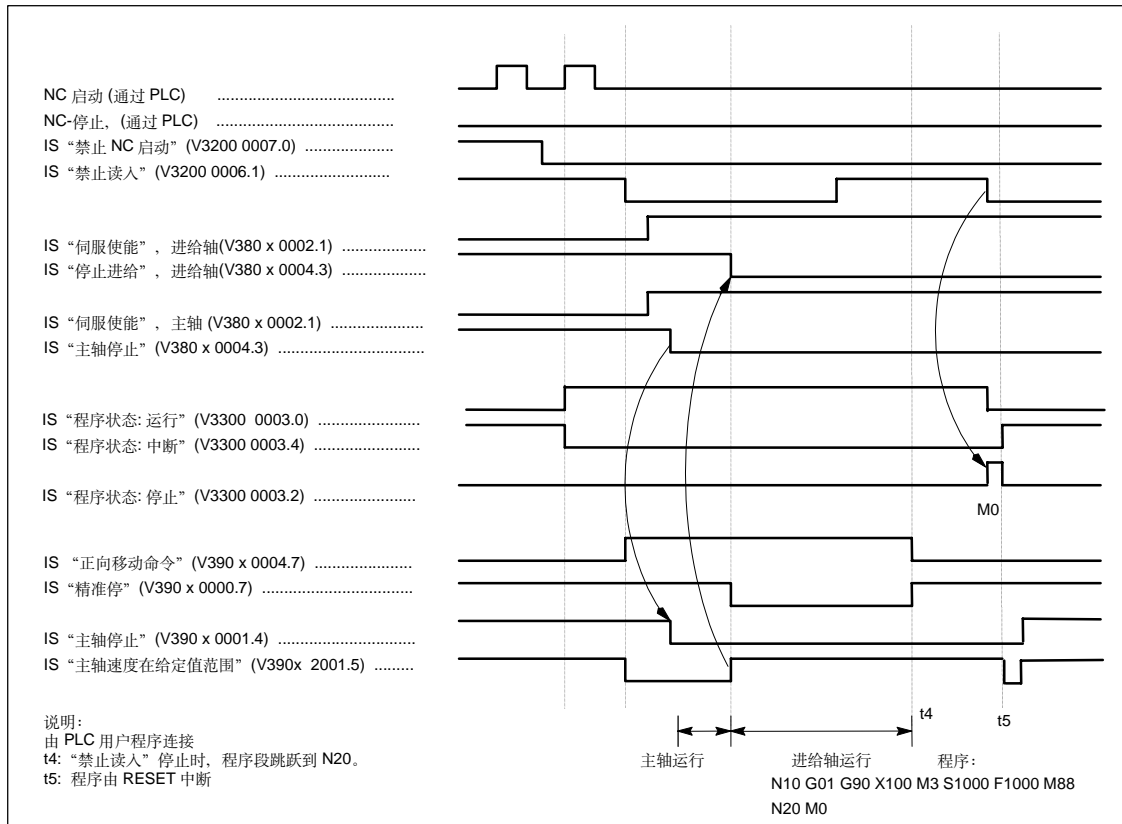 NC 启动 (通过 PLC) ......................................
NC-停止, (通过 PLC) ......................................
IS “禁止 NC 启动” (V3200 0007.0) ....................
IS “禁止读入” (V3200 0006.1) ..........................
IS “伺服使能”, 进给轴(V380 x 0002.1) ...................
IS “停止进给”, 进给轴(V380 x 0004.3) ...................
IS “伺服使能”, 主轴 (V380 x 0002.1) .....................
IS “主轴停止” (V380 x 0004.3) .................................
IS “程序状态: 运行” (V3300 0003.0) .......................
IS “程序状态: 中断” (V3300 0003.4) ........................
IS “程序状态: 停止” (V3300 0003.2) .......................
M0
IS “正向移动命令” (V390 x 0004.7) ......................
IS “精准停” (V390 x 0000.7) ..................................
IS “主轴停止” (V390 x 0001.4) ...............................
IS “主轴速度在给定值范围” (V390x 2001.5) .........
t4 t5
说明:
由 PLC 用户程序连接
t4: “禁止读入” 停止时, 程序段跳跃到 N20。
t5: 程序由 RESET 中断
主轴运行 进给轴运行 程序:
N10 G01 G90 X100 M3 S1000 F1000 M88
N20 M0